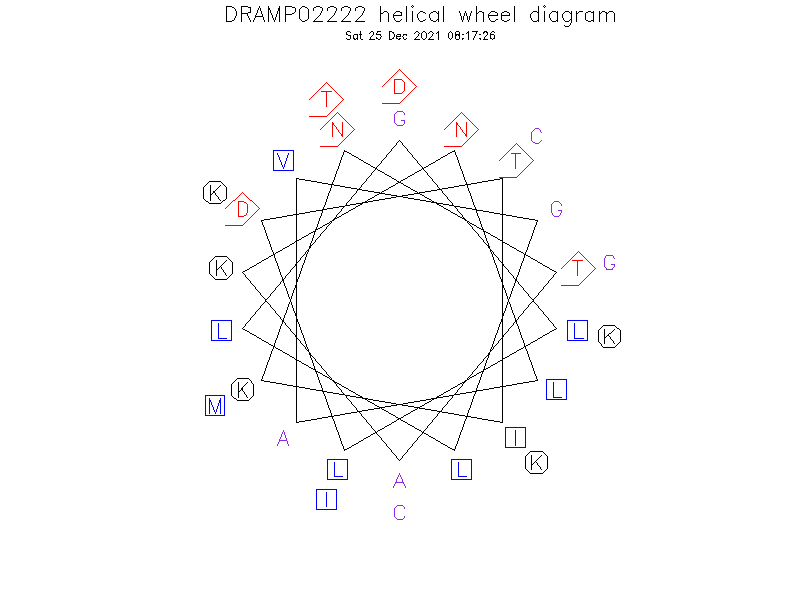 DRAMP02222 helical wheel diagram
Sat 25 Dec 2021 08:17:26
D
T
G
N
N
C
V
T
K
D
G
K
T
G
L
L
K
K
L
M
A
I
L
L
K
A
I
C